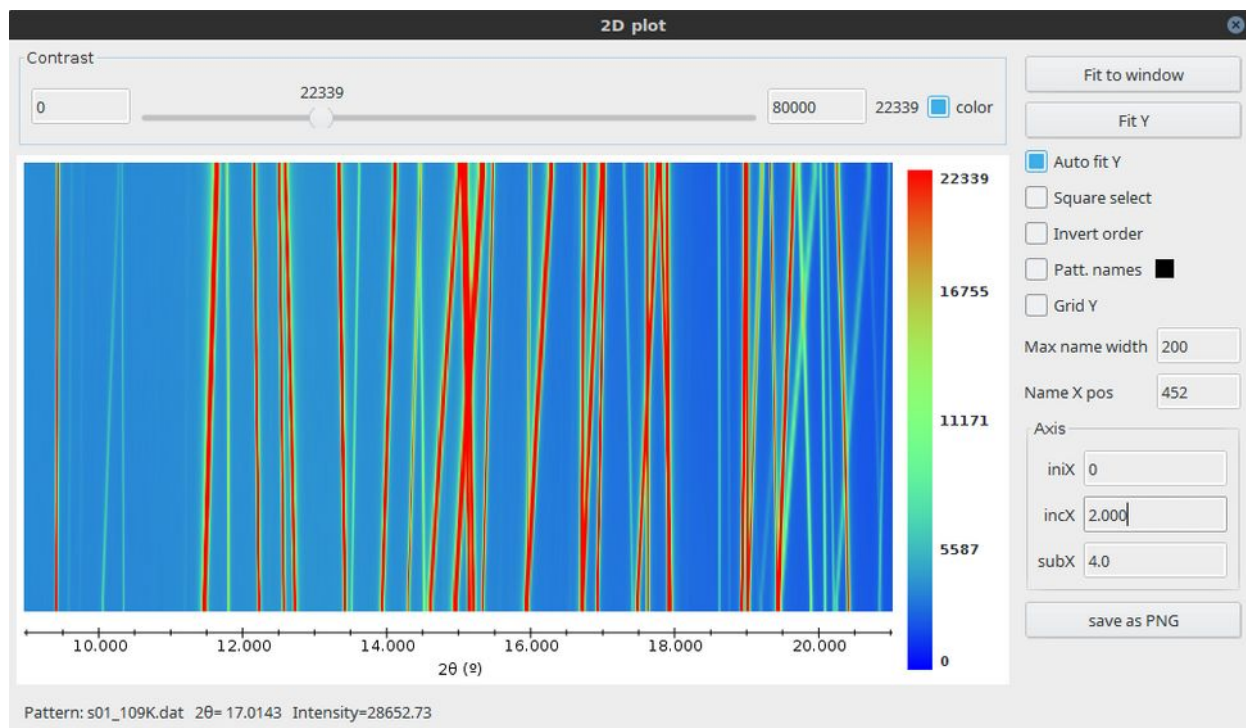 2D plot
Contrast
0
22339
80000
22339
color
Fit to window
Fit Y
Auto fit Y
Square select
Invert order
Patt. names
Grid Y
Max name width 200
Name X pos 452
Axis
iniX 0
incX 2.000
subX 4.0
save as PNG
22339
16755
11171
5587
0
10.000 12.000 14.000 16.000 18.000 20.000
2θ (º)
Pattern: s01_109K.dat 2θ= 17.0143 Intensity=28652.73